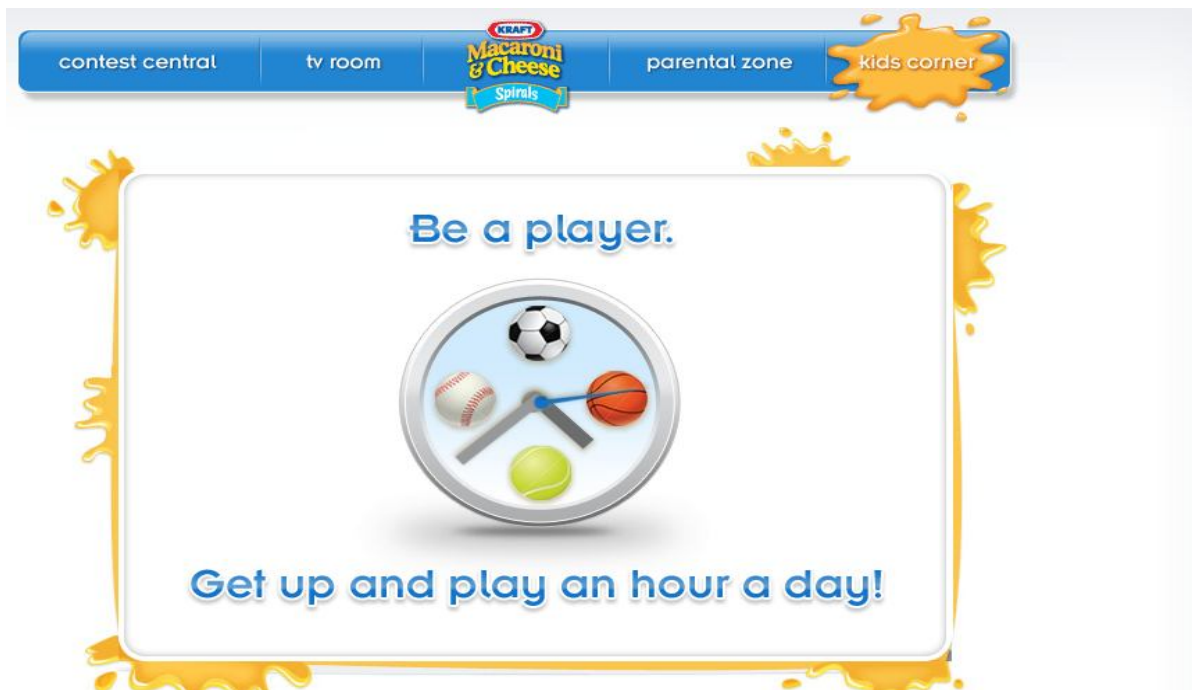 contest central
tv room
KRAFT
Macaroni
& Cheese
Spirals
parental zone
kids corner
Be a player.
Get up and play an hour a day!